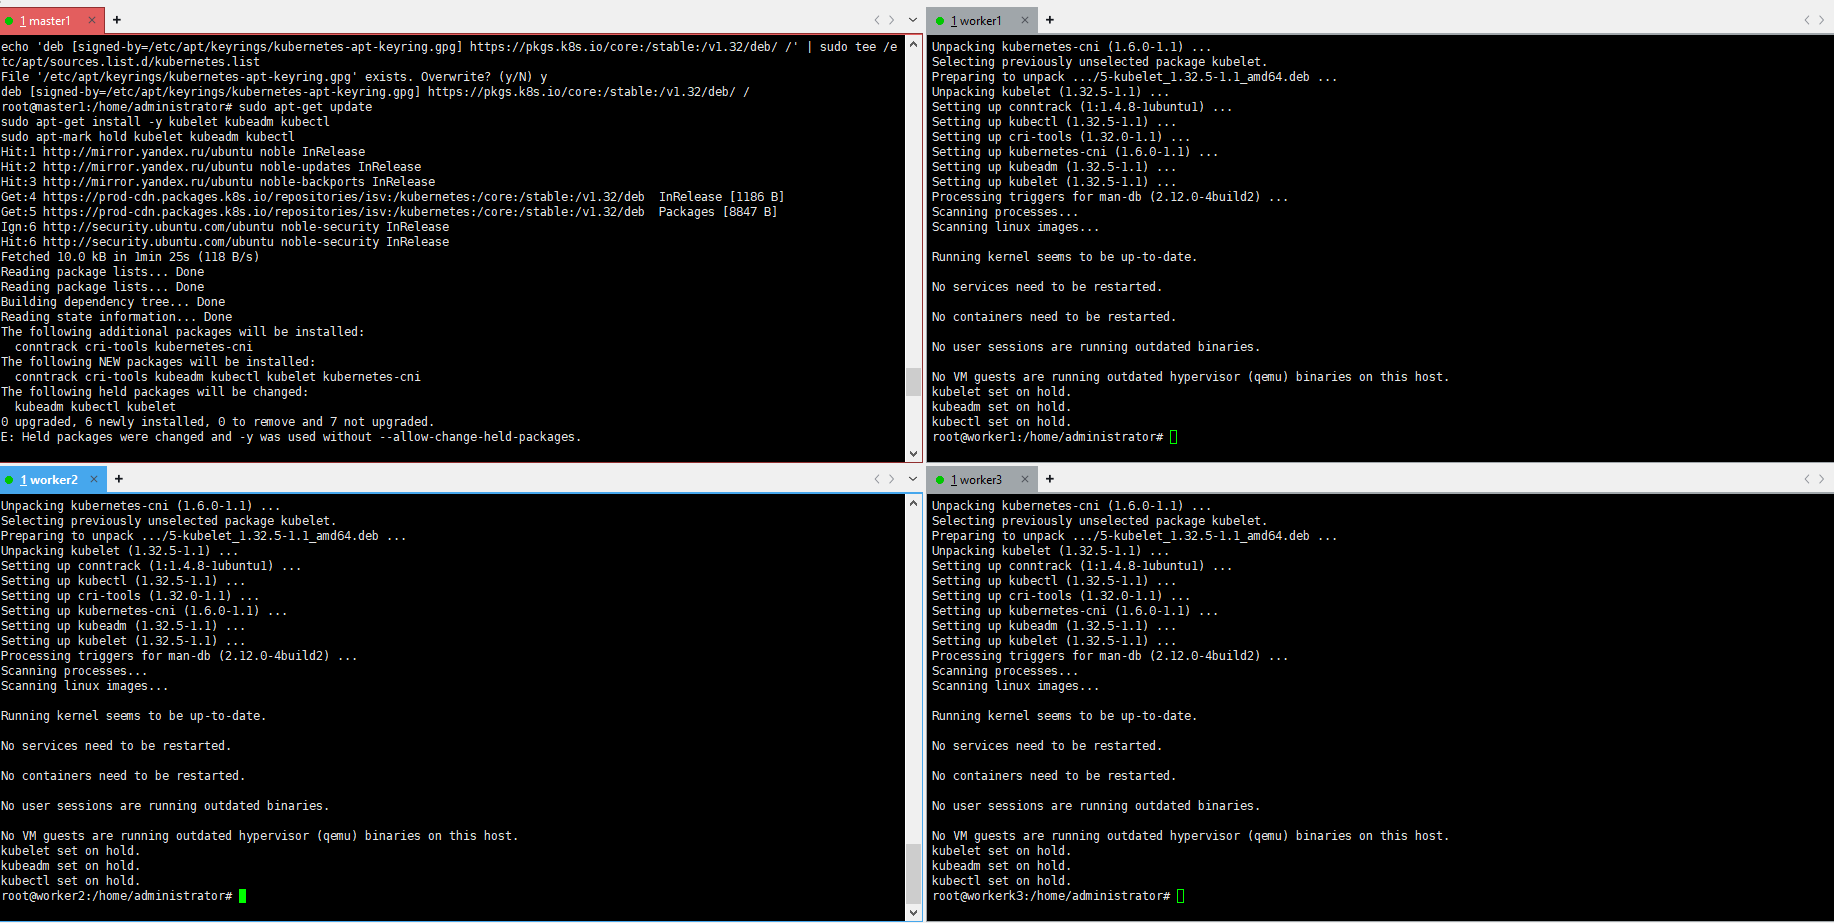 1 master1
echo 'deb [signed-by=/etc/apt/keyrings/kubernetes-apt-keyring.gpg] https://pkgs.k8s.io/core:/stable:/v1.32/deb/ /' | sudo tee /e
tc/apt/sources.list.d/kubernetes.list
File '/etc/apt/keyrings/kubernetes-apt-keyring.gpg' exists. Overwrite? (y/N) y
deb [signed-by=/etc/apt/keyrings/kubernetes-apt-keyring.gpg] https://pkgs.k8s.io/core:/stable:/v1.32/deb/ /
root@master1:/home/administrator# sudo apt-get update
sudo apt-get install -y kubelet kubeadm kubectl
sudo apt-mark hold kubelet kubeadm kubectl
Hit:1 http://mirror.yandex.ru/ubuntu noble InRelease
Hit:2 http://mirror.yandex.ru/ubuntu noble-updates InRelease
Hit:3 http://mirror.yandex.ru/ubuntu noble-backports InRelease
Get:4 https://prod-cdn.packages.k8s.io/repositories/isv:/kubernetes:/core:/stable:/v1.32/deb  InRelease [1186 B]
Get:5 https://prod-cdn.packages.k8s.io/repositories/isv:/kubernetes:/core:/stable:/v1.32/deb  Packages [8847 B]
Ign:6 http://security.ubuntu.com/ubuntu noble-security InRelease
Hit:6 http://security.ubuntu.com/ubuntu noble-security InRelease
Fetched 10.0 kB in 1min 25s (118 B/s)
Reading package lists... Done
Reading package lists... Done
Building dependency tree... Done
Reading state information... Done
The following additional packages will be installed:
  conntrack cri-tools kubernetes-cni
The following NEW packages will be installed:
  conntrack cri-tools kubeadm kubectl kubelet kubernetes-cni
The following held packages will be changed:
  kubeadm kubectl kubelet
0 upgraded, 6 newly installed, 0 to remove and 7 not upgraded.
E: Held packages were changed and -y was used without --allow-change-held-packages.
1 worker1
Unpacking kubernetes-cni (1.6.0-1.1) ...
Selecting previously unselected package kubelet.
Preparing to unpack .../5-kubelet_1.32.5-1.1_amd64.deb ...
Unpacking kubelet (1.32.5-1.1) ...
Setting up conntrack (1:1.4.8-1ubuntu1) ...
Setting up kubectl (1.32.5-1.1) ...
Setting up cri-tools (1.32.0-1.1) ...
Setting up kubernetes-cni (1.6.0-1.1) ...
Setting up kubeadm (1.32.5-1.1) ...
Setting up kubelet (1.32.5-1.1) ...
Processing triggers for man-db (2.12.0-4build2) ...
Scanning processes...
Scanning linux images...
Running kernel seems to be up-to-date.
No services need to be restarted.
No containers need to be restarted.
No user sessions are running outdated binaries.
No VM guests are running outdated hypervisor (qemu) binaries on this host.
kubelet set on hold.
kubeadm set on hold.
kubectl set on hold.
root@worker1:/home/administrator#
1 worker2
Unpacking kubernetes-cni (1.6.0-1.1) ...
Selecting previously unselected package kubelet.
Preparing to unpack .../5-kubelet_1.32.5-1.1_amd64.deb ...
Unpacking kubelet (1.32.5-1.1) ...
Setting up conntrack (1:1.4.8-1ubuntu1) ...
Setting up kubectl (1.32.5-1.1) ...
Setting up cri-tools (1.32.0-1.1) ...
Setting up kubernetes-cni (1.6.0-1.1) ...
Setting up kubeadm (1.32.5-1.1) ...
Setting up kubelet (1.32.5-1.1) ...
Processing triggers for man-db (2.12.0-4build2) ...
Scanning processes...
Scanning linux images...
Running kernel seems to be up-to-date.
No services need to be restarted.
No containers need to be restarted.
No user sessions are running outdated binaries.
No VM guests are running outdated hypervisor (qemu) binaries on this host.
kubelet set on hold.
kubeadm set on hold.
kubectl set on hold.
root@worker2:/home/administrator#
1 worker3
Unpacking kubernetes-cni (1.6.0-1.1) ...
Selecting previously unselected package kubelet.
Preparing to unpack .../5-kubelet_1.32.5-1.1_amd64.deb ...
Unpacking kubelet (1.32.5-1.1) ...
Setting up conntrack (1:1.4.8-1ubuntu1) ...
Setting up kubectl (1.32.5-1.1) ...
Setting up cri-tools (1.32.0-1.1) ...
Setting up kubernetes-cni (1.6.0-1.1) ...
Setting up kubeadm (1.32.5-1.1) ...
Setting up kubelet (1.32.5-1.1) ...
Processing triggers for man-db (2.12.0-4build2) ...
Scanning processes...
Scanning linux images...
Running kernel seems to be up-to-date.
No services need to be restarted.
No containers need to be restarted.
No user sessions are running outdated binaries.
No VM guests are running outdated hypervisor (qemu) binaries on this host.
kubelet set on hold.
kubeadm set on hold.
kubectl set on hold.
root@workerk3:/home/administrator#